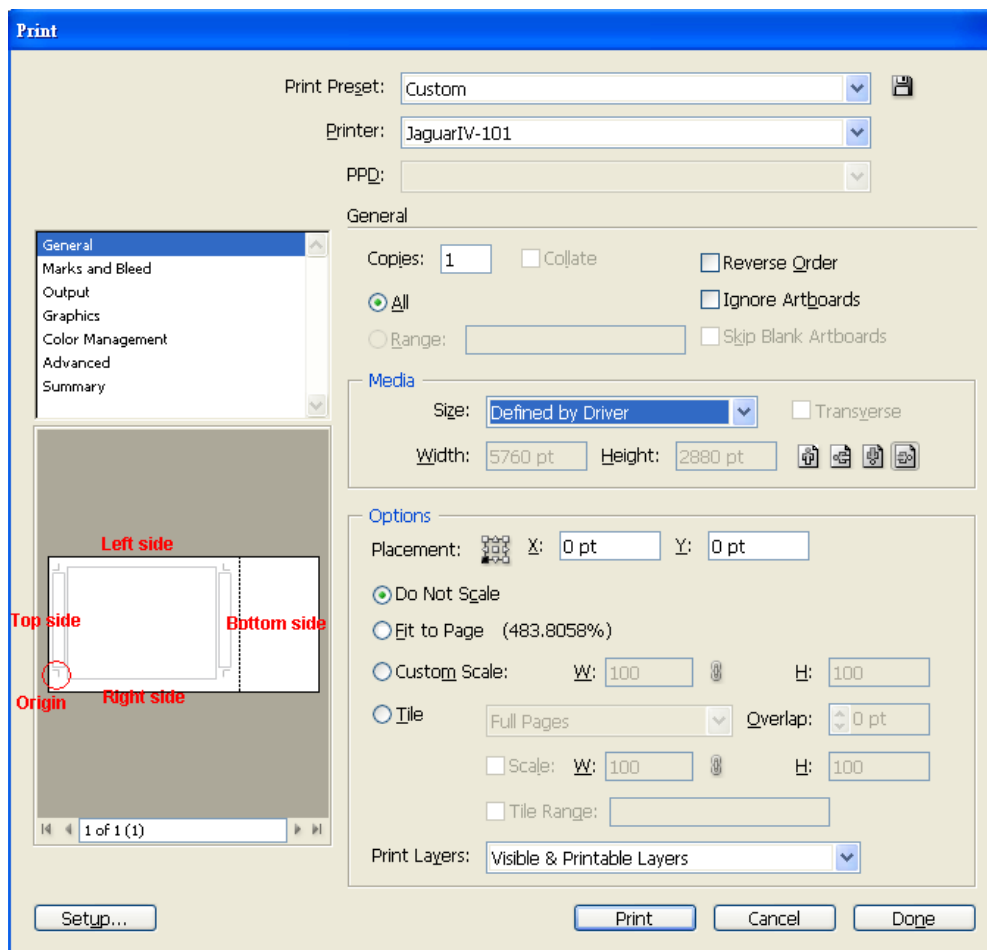 Print
Print Preset: Custom
Printer: JaguarIV-101
PPD:
General
General
Marks and Bleed
Output
Graphics
Color Management
Advanced
Summary
Copies: 1 Collate Reverse Order
All Ignore Artboards
Range: Skip Blank Artboards
Media
Size: Defined by Driver Transverse
Width: 5760 pt Height: 2880 pt
Left side
Top side
Bottom side
Origin
Right side
1 of 1 (1)
Options
Placement: X: 0 pt Y: 0 pt
Do Not Scale
Fit to Page (483.8058%)
Custom Scale: W: 100 H: 100
Tile Full Pages Overlap: 0 pt
Scale: W: 100 H: 100
Tile Range:
Print Layers: Visible & Printable Layers
Setup... Print Cancel Done